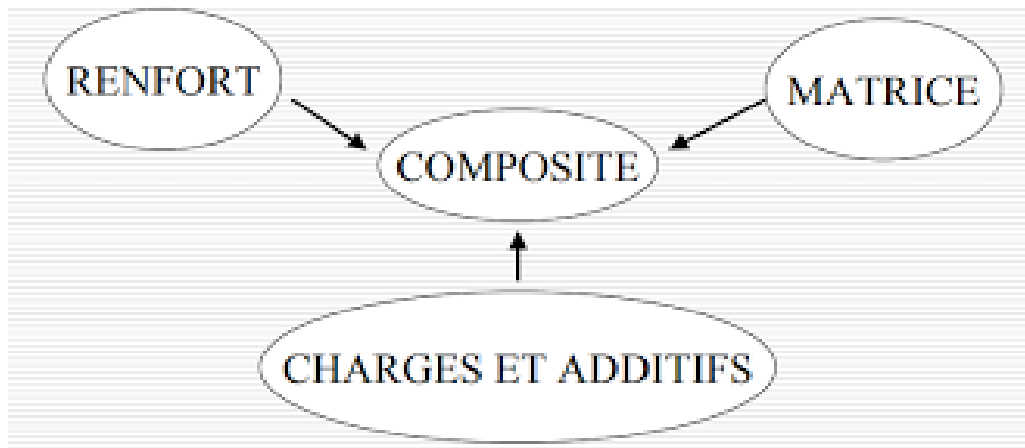 RENFORT
MATRICE
COMPOSITE
CHARGES ET ADDITIFS